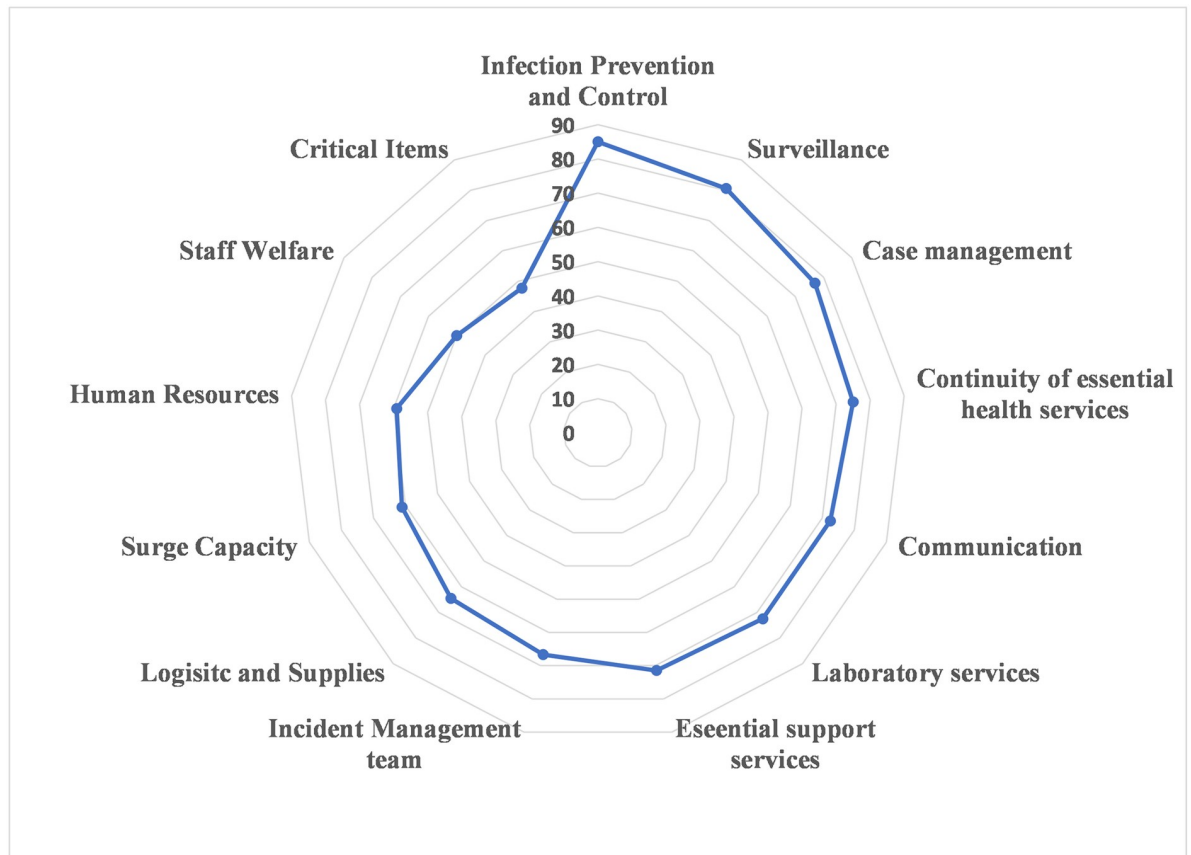 Infection Prevention
and Control
90
Critical Items
Surveillance
80
70
Staff Welfare
Case management
60
50
40
Human Resources
Continuity of essential
health services
30
20
10
0
Surge Capacity
Communication
Logisitc and Supplies
Laboratory services
Incident Management
team
Eseential support
services